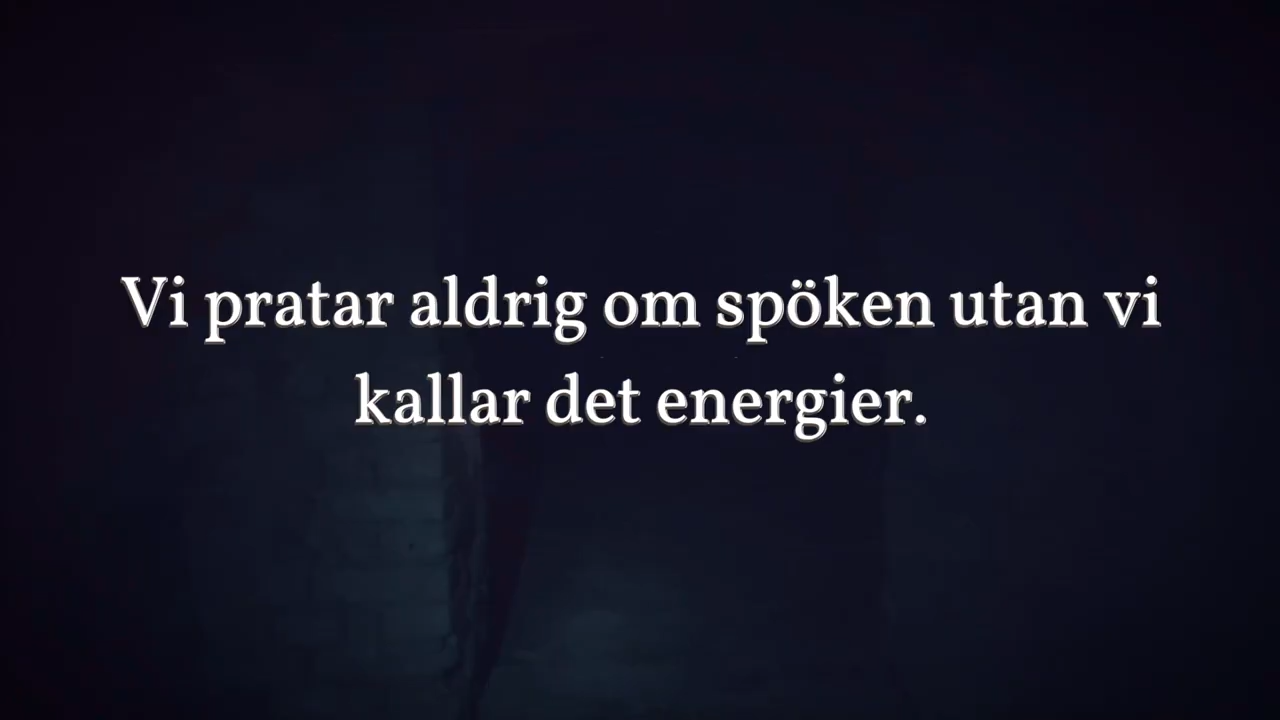 Vi pratar aldrig om spöken utan vi
kallar det energier.